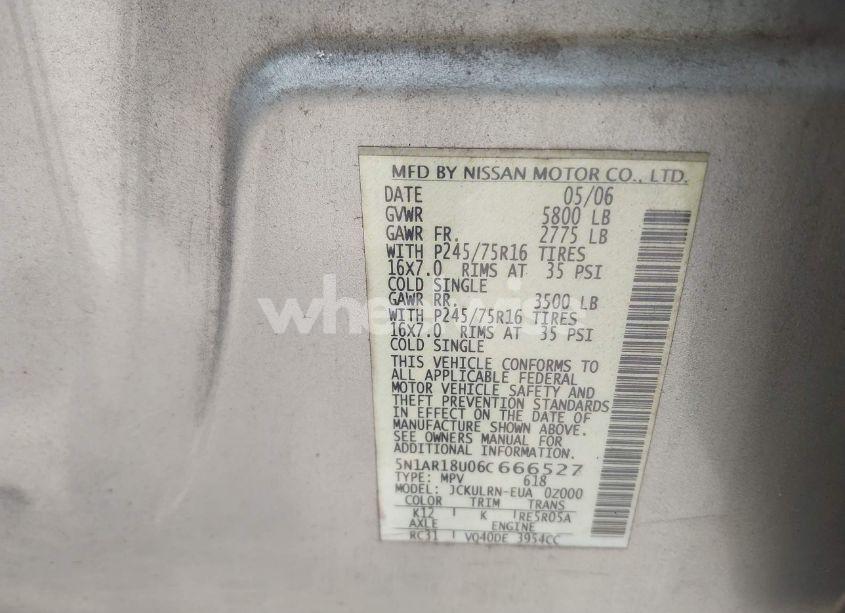 MFD BY NISSAN MOTOR CO., LTD.
DATE 05/06
GVWR 5800 LB
GAWR FR. 2775 LB
WITH P245/75R16 TIRES
16X7.0 RIMS AT 35 PSI
COLD SINGLE
GAWR RR. 3500 LB
WITH P245/75R16 TIRES
16X7.0 RIMS AT 35 PSI
COLD SINGLE
THIS VEHICLE CONFORMS TO
ALL APPLICABLE FEDERAL
MOTOR VEHICLE SAFETY AND
THEFT PREVENTION STANDARDS
IN EFFECT ON THE DATE OF
MANUFACTURE SHOWN ABOVE.
SEE OWNERS MANUAL FOR
ADDITIONAL INFORMATION.
5N1AR18U06C666527
TYPE: MPV 618
MODEL: JCKULRN-EUA 02000
COLOR TRIM TRANS
K12 K RE5R05A
AXLE ENGINE
RC31 VQ40DE 3954CC